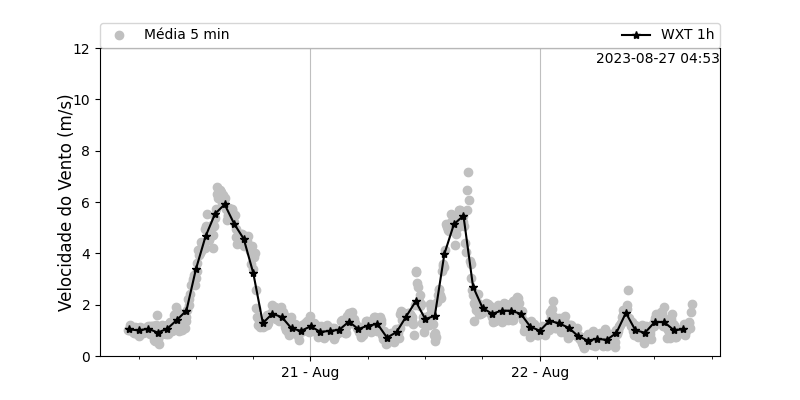 Média 5 min
WXT 1h
2023-08-27 04:53
Velocidade do Vento (m/s)
12
10
8
6
4
2
0
21 - Aug
22 - Aug